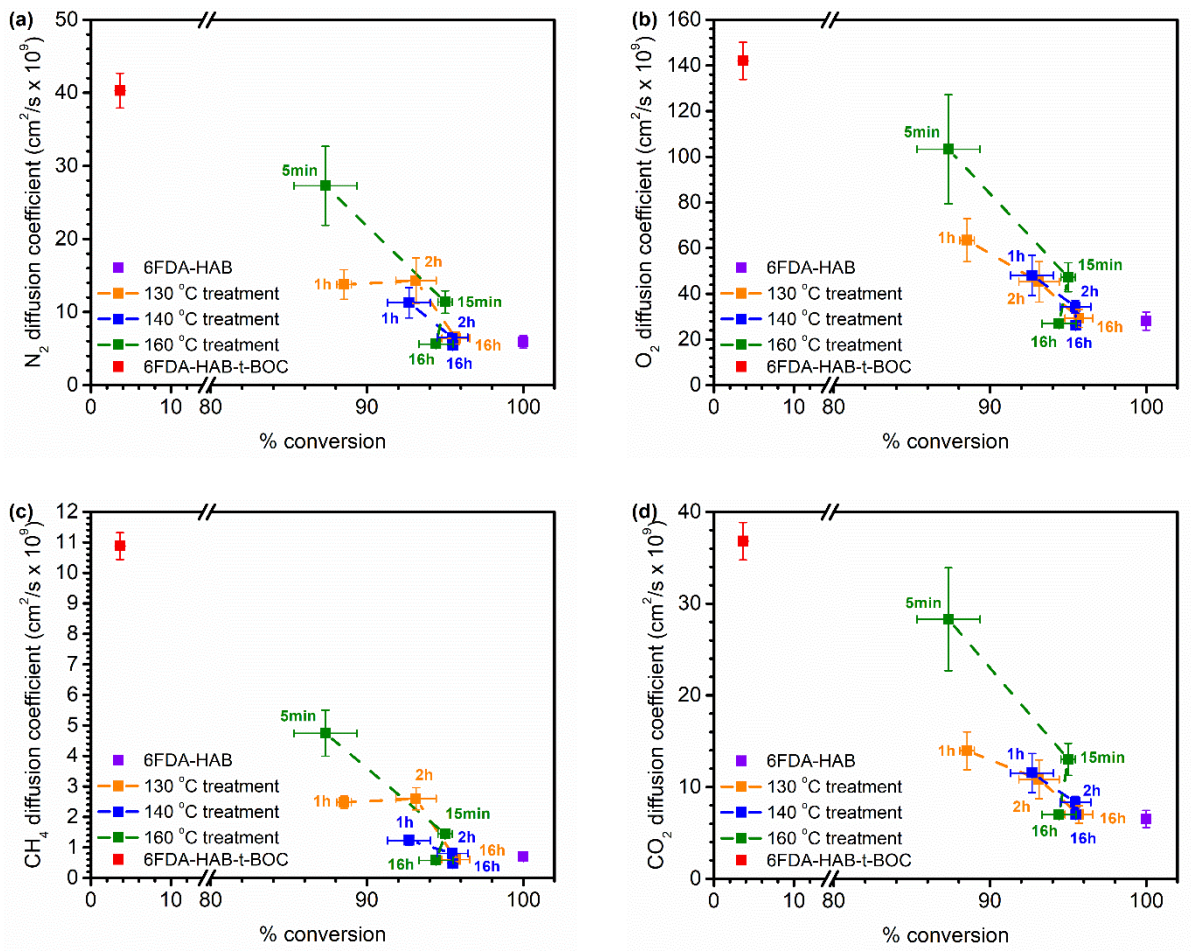 (a)
N₂ diffusion coefficient (cm²/s x 10⁹)
50
40
30
20
10
0
5min
1h
2h
1h
15min
2h
16h
16h
16h
6FDA-HAB
130 °C treatment
140 °C treatment
160 °C treatment
6FDA-HAB-t-BOC
0 10 80 90 100
% conversion
(b)
O₂ diffusion coefficient (cm²/s x 10⁹)
160
140
120
100
80
60
40
20
0
5min
1h
1h
15min
2h
2h
16h
16h
16h
6FDA-HAB
130 °C treatment
140 °C treatment
160 °C treatment
6FDA-HAB-t-BOC
0 10 80 90 100
% conversion
(c)
CH₄ diffusion coefficient (cm²/s x 10⁹)
12
11
10
9
8
7
6
5
4
3
2
1
0
5min
2h
1h
15min
1h
2h
16h
16h
16h
6FDA-HAB
130 °C treatment
140 °C treatment
160 °C treatment
6FDA-HAB-t-BOC
0 10 80 90 100
% conversion
(d)
CO₂ diffusion coefficient (cm²/s x 10⁹)
40
30
20
10
0
5min
1h
1h
15min
2h
2h
16h
16h
16h
6FDA-HAB
130 °C treatment
140 °C treatment
160 °C treatment
6FDA-HAB-t-BOC
0 10 80 90 100
% conversion